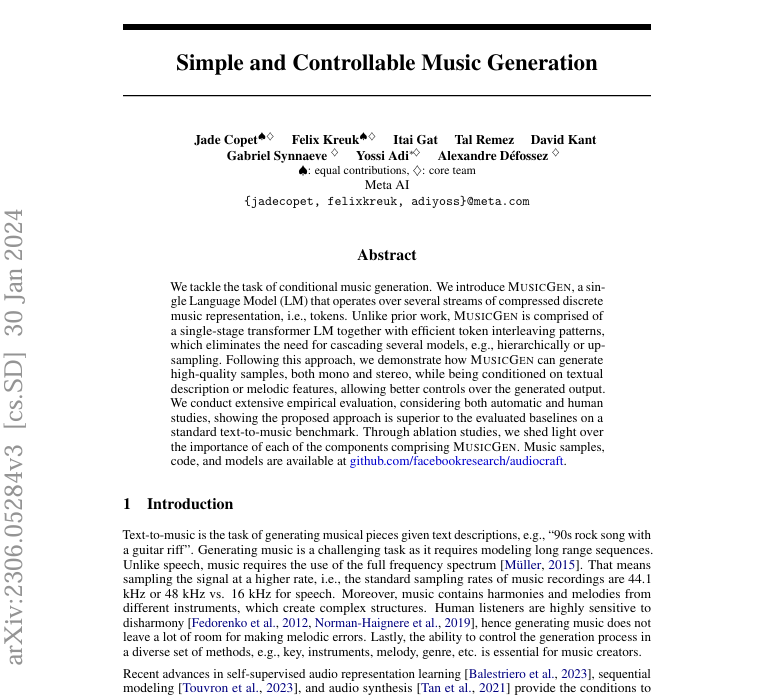 Simple and Controllable Music Generation
Jade Copet♠♢ Felix Kreuk♠♢ Itai Gat Tal Remez David Kant
Gabriel Synnaeve ♢ Yossi Adi∗♢ Alexandre Défossez ♢
♠: equal contributions, ♢: core team
Meta AI
{jadecopet, felixkreuk, adiyoss}@meta.com
Abstract
We tackle the task of conditional music generation. We introduce MUSICGEN, a sin-
gle Language Model (LM) that operates over several streams of compressed discrete
music representation, i.e., tokens. Unlike prior work, MUSICGEN is comprised of
a single-stage transformer LM together with efficient token interleaving patterns,
which eliminates the need for cascading several models, e.g., hierarchically or up-
sampling. Following this approach, we demonstrate how MUSICGEN can generate
high-quality samples, both mono and stereo, while being conditioned on textual
description or melodic features, allowing better controls over the generated output.
We conduct extensive empirical evaluation, considering both automatic and human
studies, showing the proposed approach is superior to the evaluated baselines on a
standard text-to-music benchmark. Through ablation studies, we shed light over
the importance of each of the components comprising MUSICGEN. Music samples,
code, and models are available at github.com/facebookresearch/audiocraft.
1 Introduction
Text-to-music is the task of generating musical pieces given text descriptions, e.g., “90s rock song with
a guitar riff”. Generating music is a challenging task as it requires modeling long range sequences.
Unlike speech, music requires the use of the full frequency spectrum [Müller, 2015]. That means
sampling the signal at a higher rate, i.e., the standard sampling rates of music recordings are 44.1
kHz or 48 kHz vs. 16 kHz for speech. Moreover, music contains harmonies and melodies from
different instruments, which create complex structures. Human listeners are highly sensitive to
disharmony [Fedorenko et al., 2012, Norman-Haignere et al., 2019], hence generating music does not
leave a lot of room for making melodic errors. Lastly, the ability to control the generation process in
a diverse set of methods, e.g., key, instruments, melody, genre, etc. is essential for music creators.
Recent advances in self-supervised audio representation learning [Balestriero et al., 2023], sequential
modeling [Touvron et al., 2023], and audio synthesis [Tan et al., 2021] provide the conditions to
arXiv:2306.05284v3 [cs.SD] 30 Jan 2024